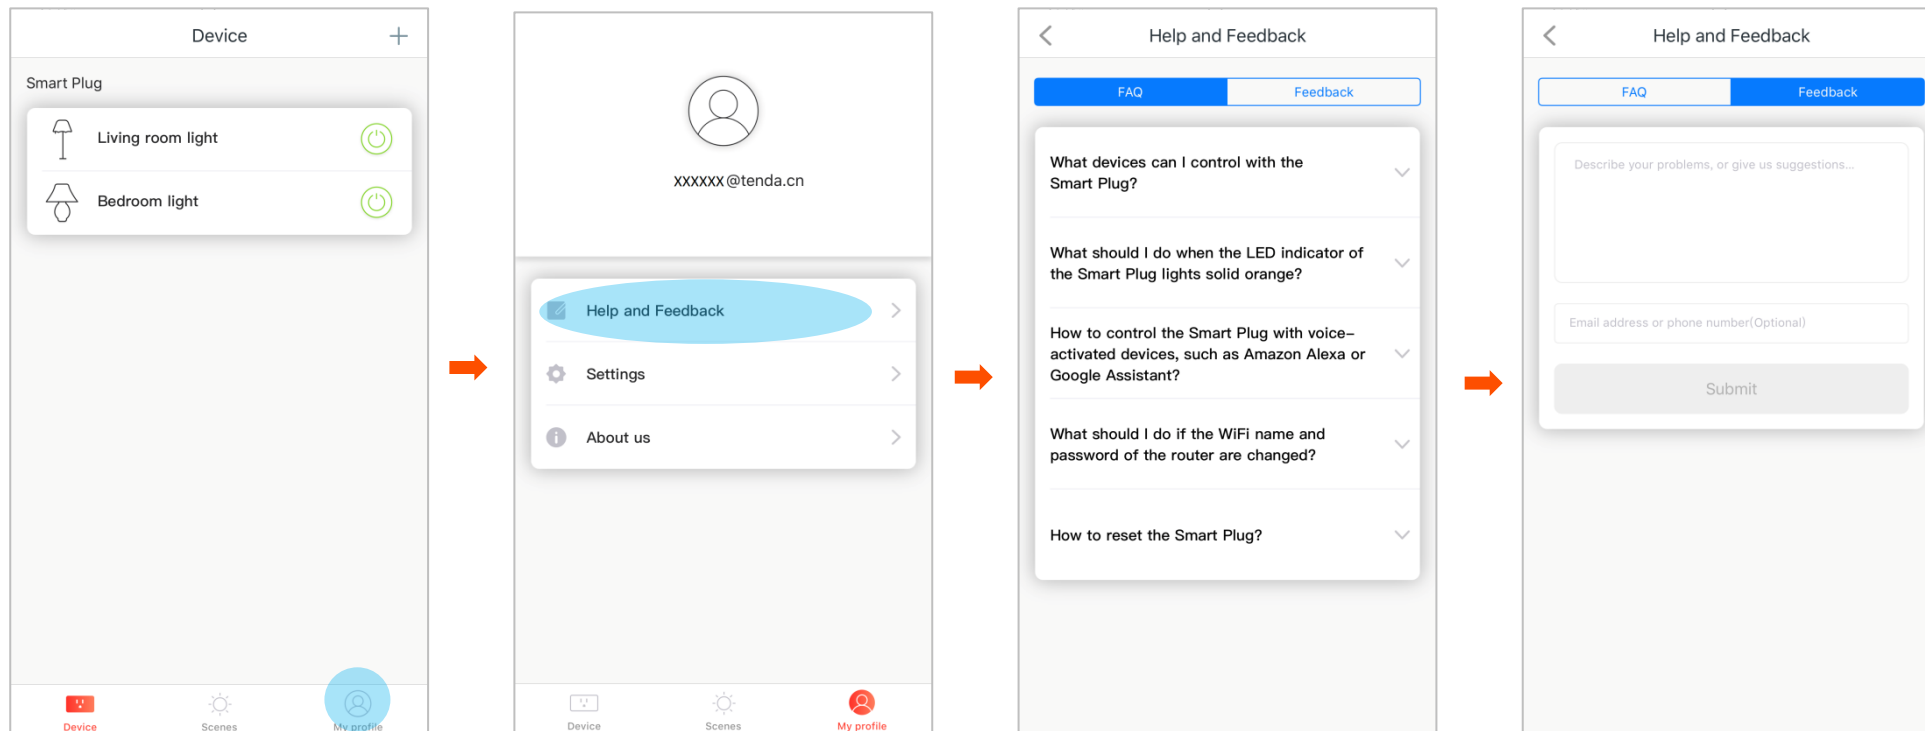 Device
Smart Plug
Living room light
Bedroom light
Device
Scenes
My profile
xxxxxx@tenda.cn
Help and Feedback
Settings
About us
Device
Scenes
My profile
Help and Feedback
FAQ
Feedback
What devices can I control with the
Smart Plug?
What should I do when the LED indicator of
the Smart Plug lights solid orange?
How to control the Smart Plug with voice-
activated devices, such as Amazon Alexa or
Google Assistant?
What should I do if the WiFi name and
password of the router are changed?
How to reset the Smart Plug?
Help and Feedback
FAQ
Feedback
Describe your problems, or give us suggestions...
Email address or phone number(Optional)
Submit